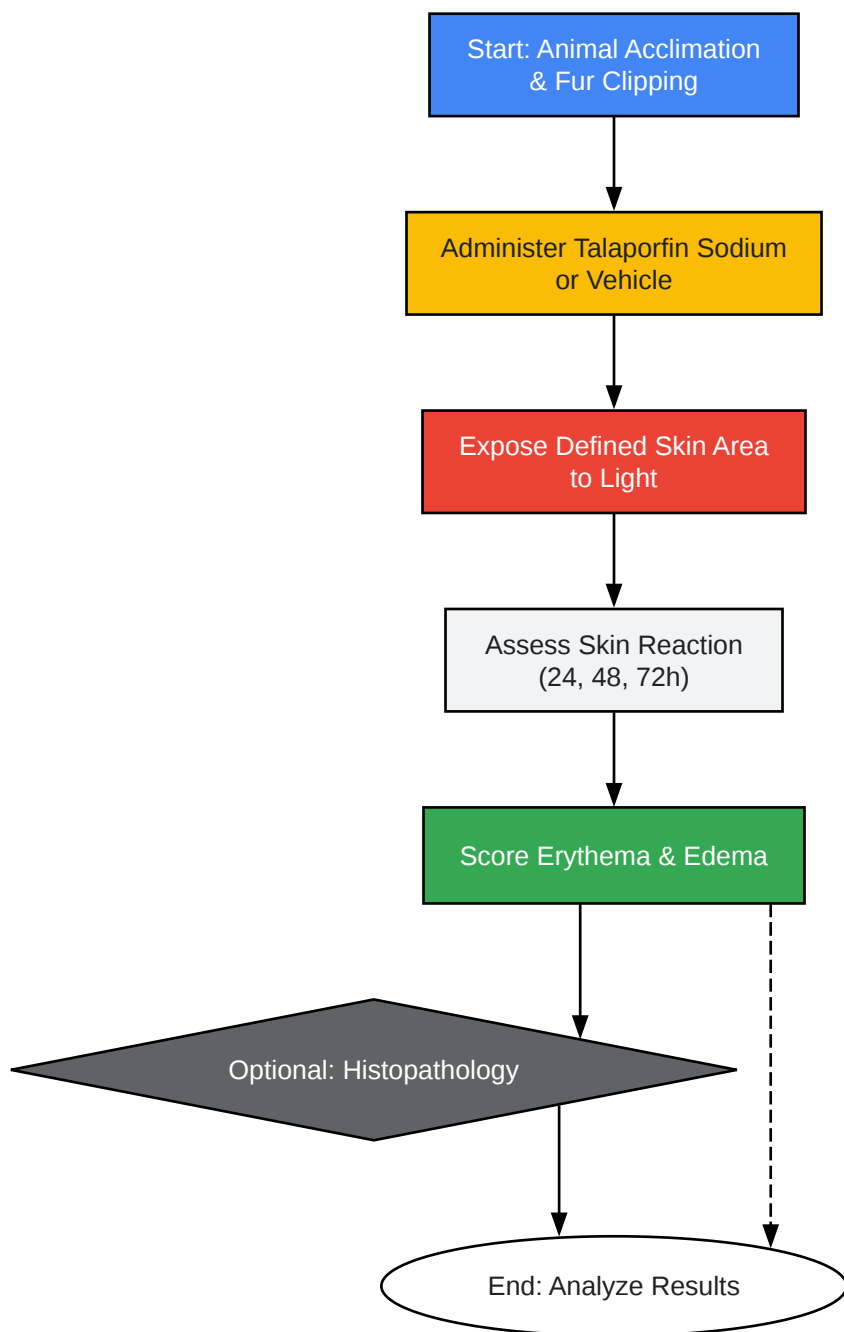 Start: Animal Acclimation
& Fur Clipping
Administer Talaporfin Sodium
or Vehicle
Expose Defined Skin Area
to Light
Assess Skin Reaction
(24, 48, 72h)
Score Erythema & Edema
Optional: Histopathology
End: Analyze Results